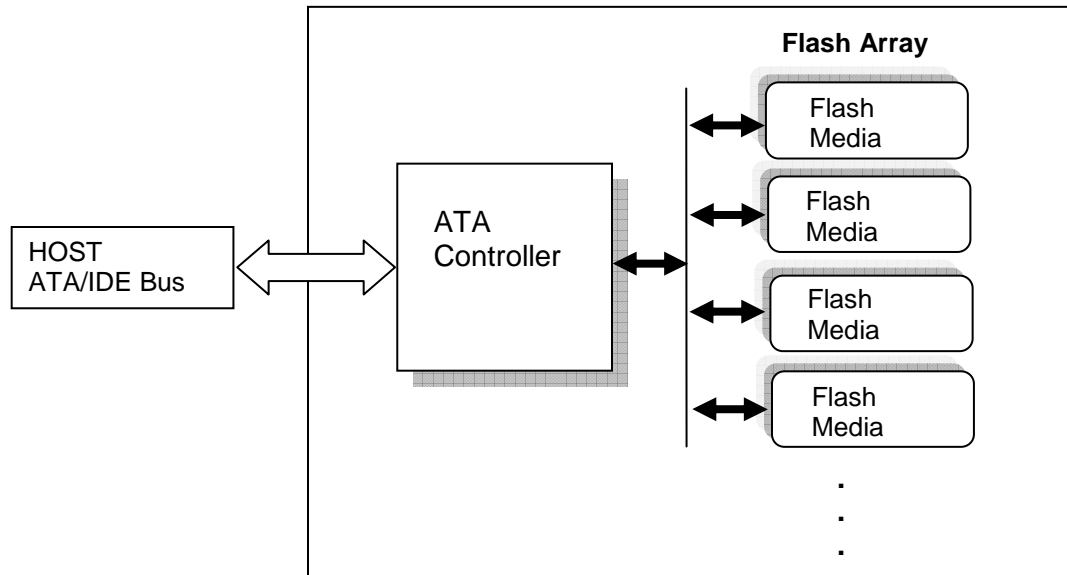 Flash Array
Flash
Media
Flash
Media
Flash
Media
Flash
Media
ATA
Controller
HOST
ATA/IDE Bus